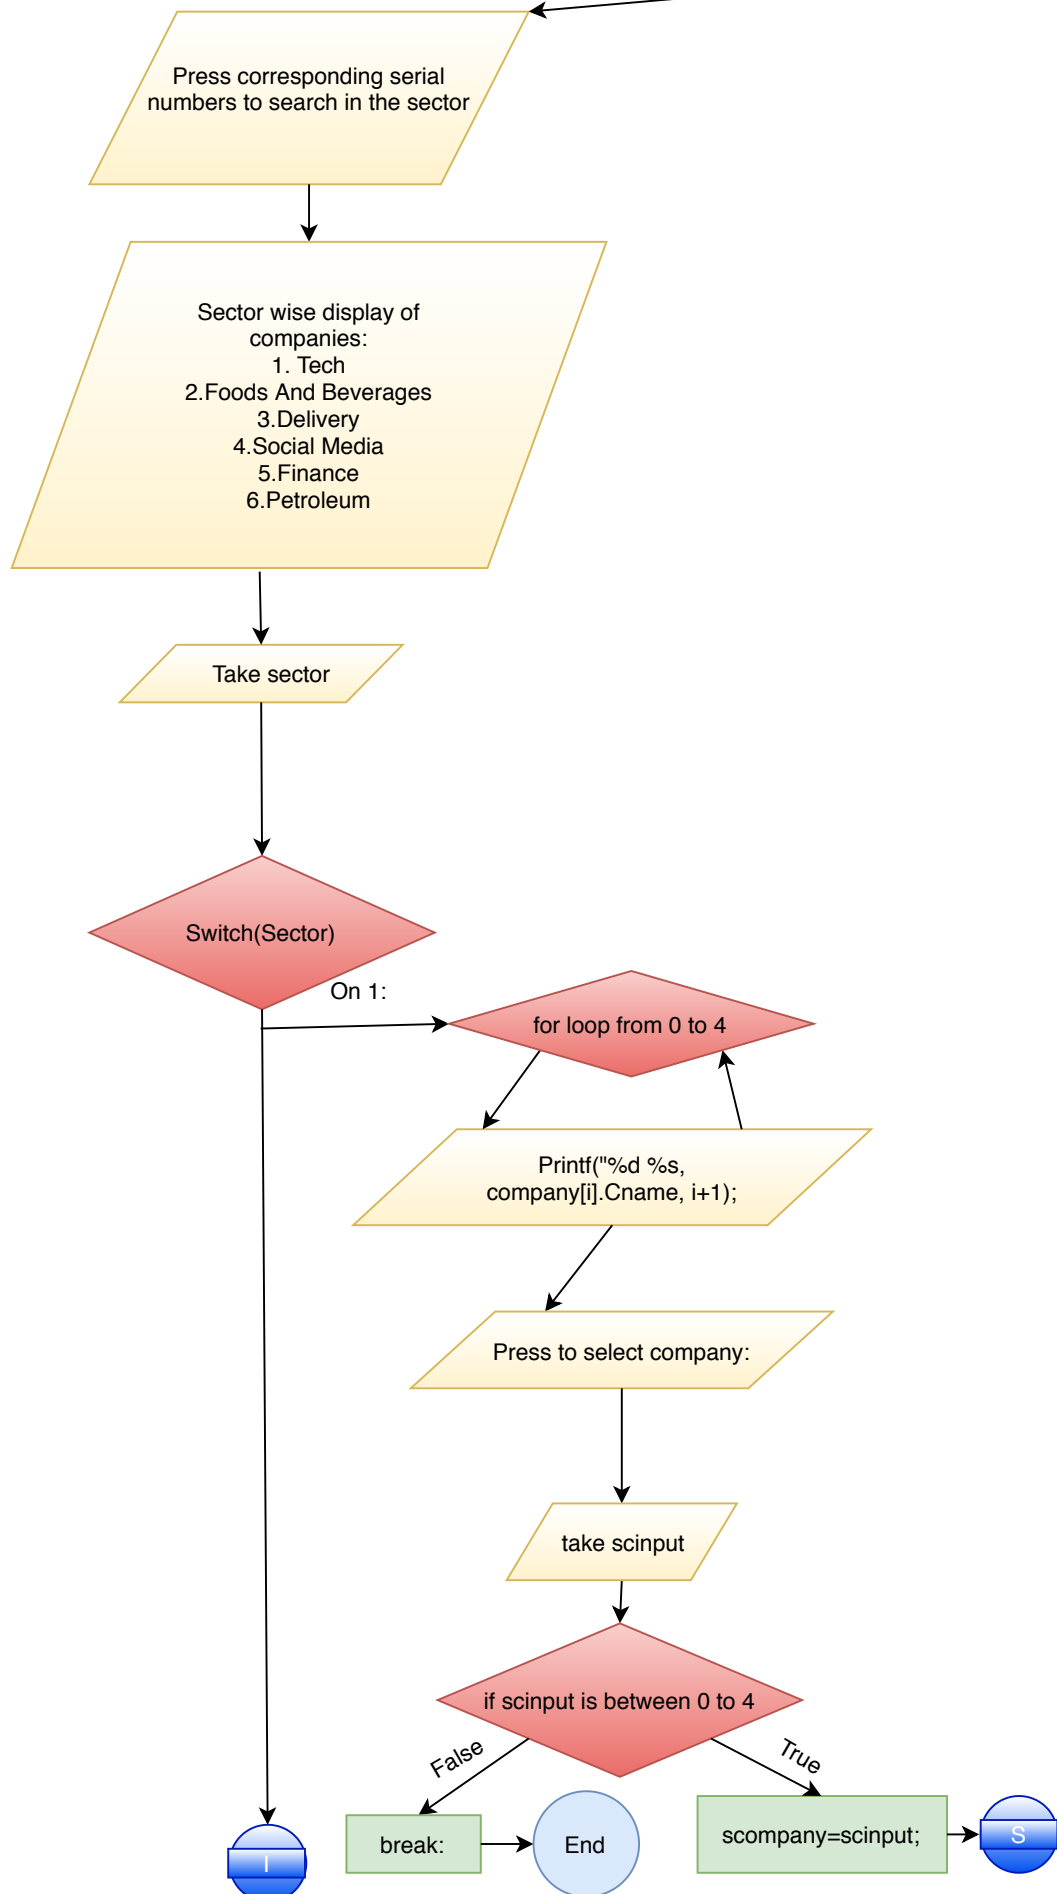 Press corresponding serial
numbers to search in the sector
Sector wise display of
companies:
1. Tech
2.Foods And Beverages
3.Delivery
4.Social Media
5.Finance
6.Petroleum
Take sector
Switch(Sector)
On 1:
for loop from 0 to 4
Printf("%d %s,
company[i].Cname, i+1);
Press to select company:
take scinput
if scinput is between 0 to 4
False
True
break:
End
scompany=scinput;
S
I